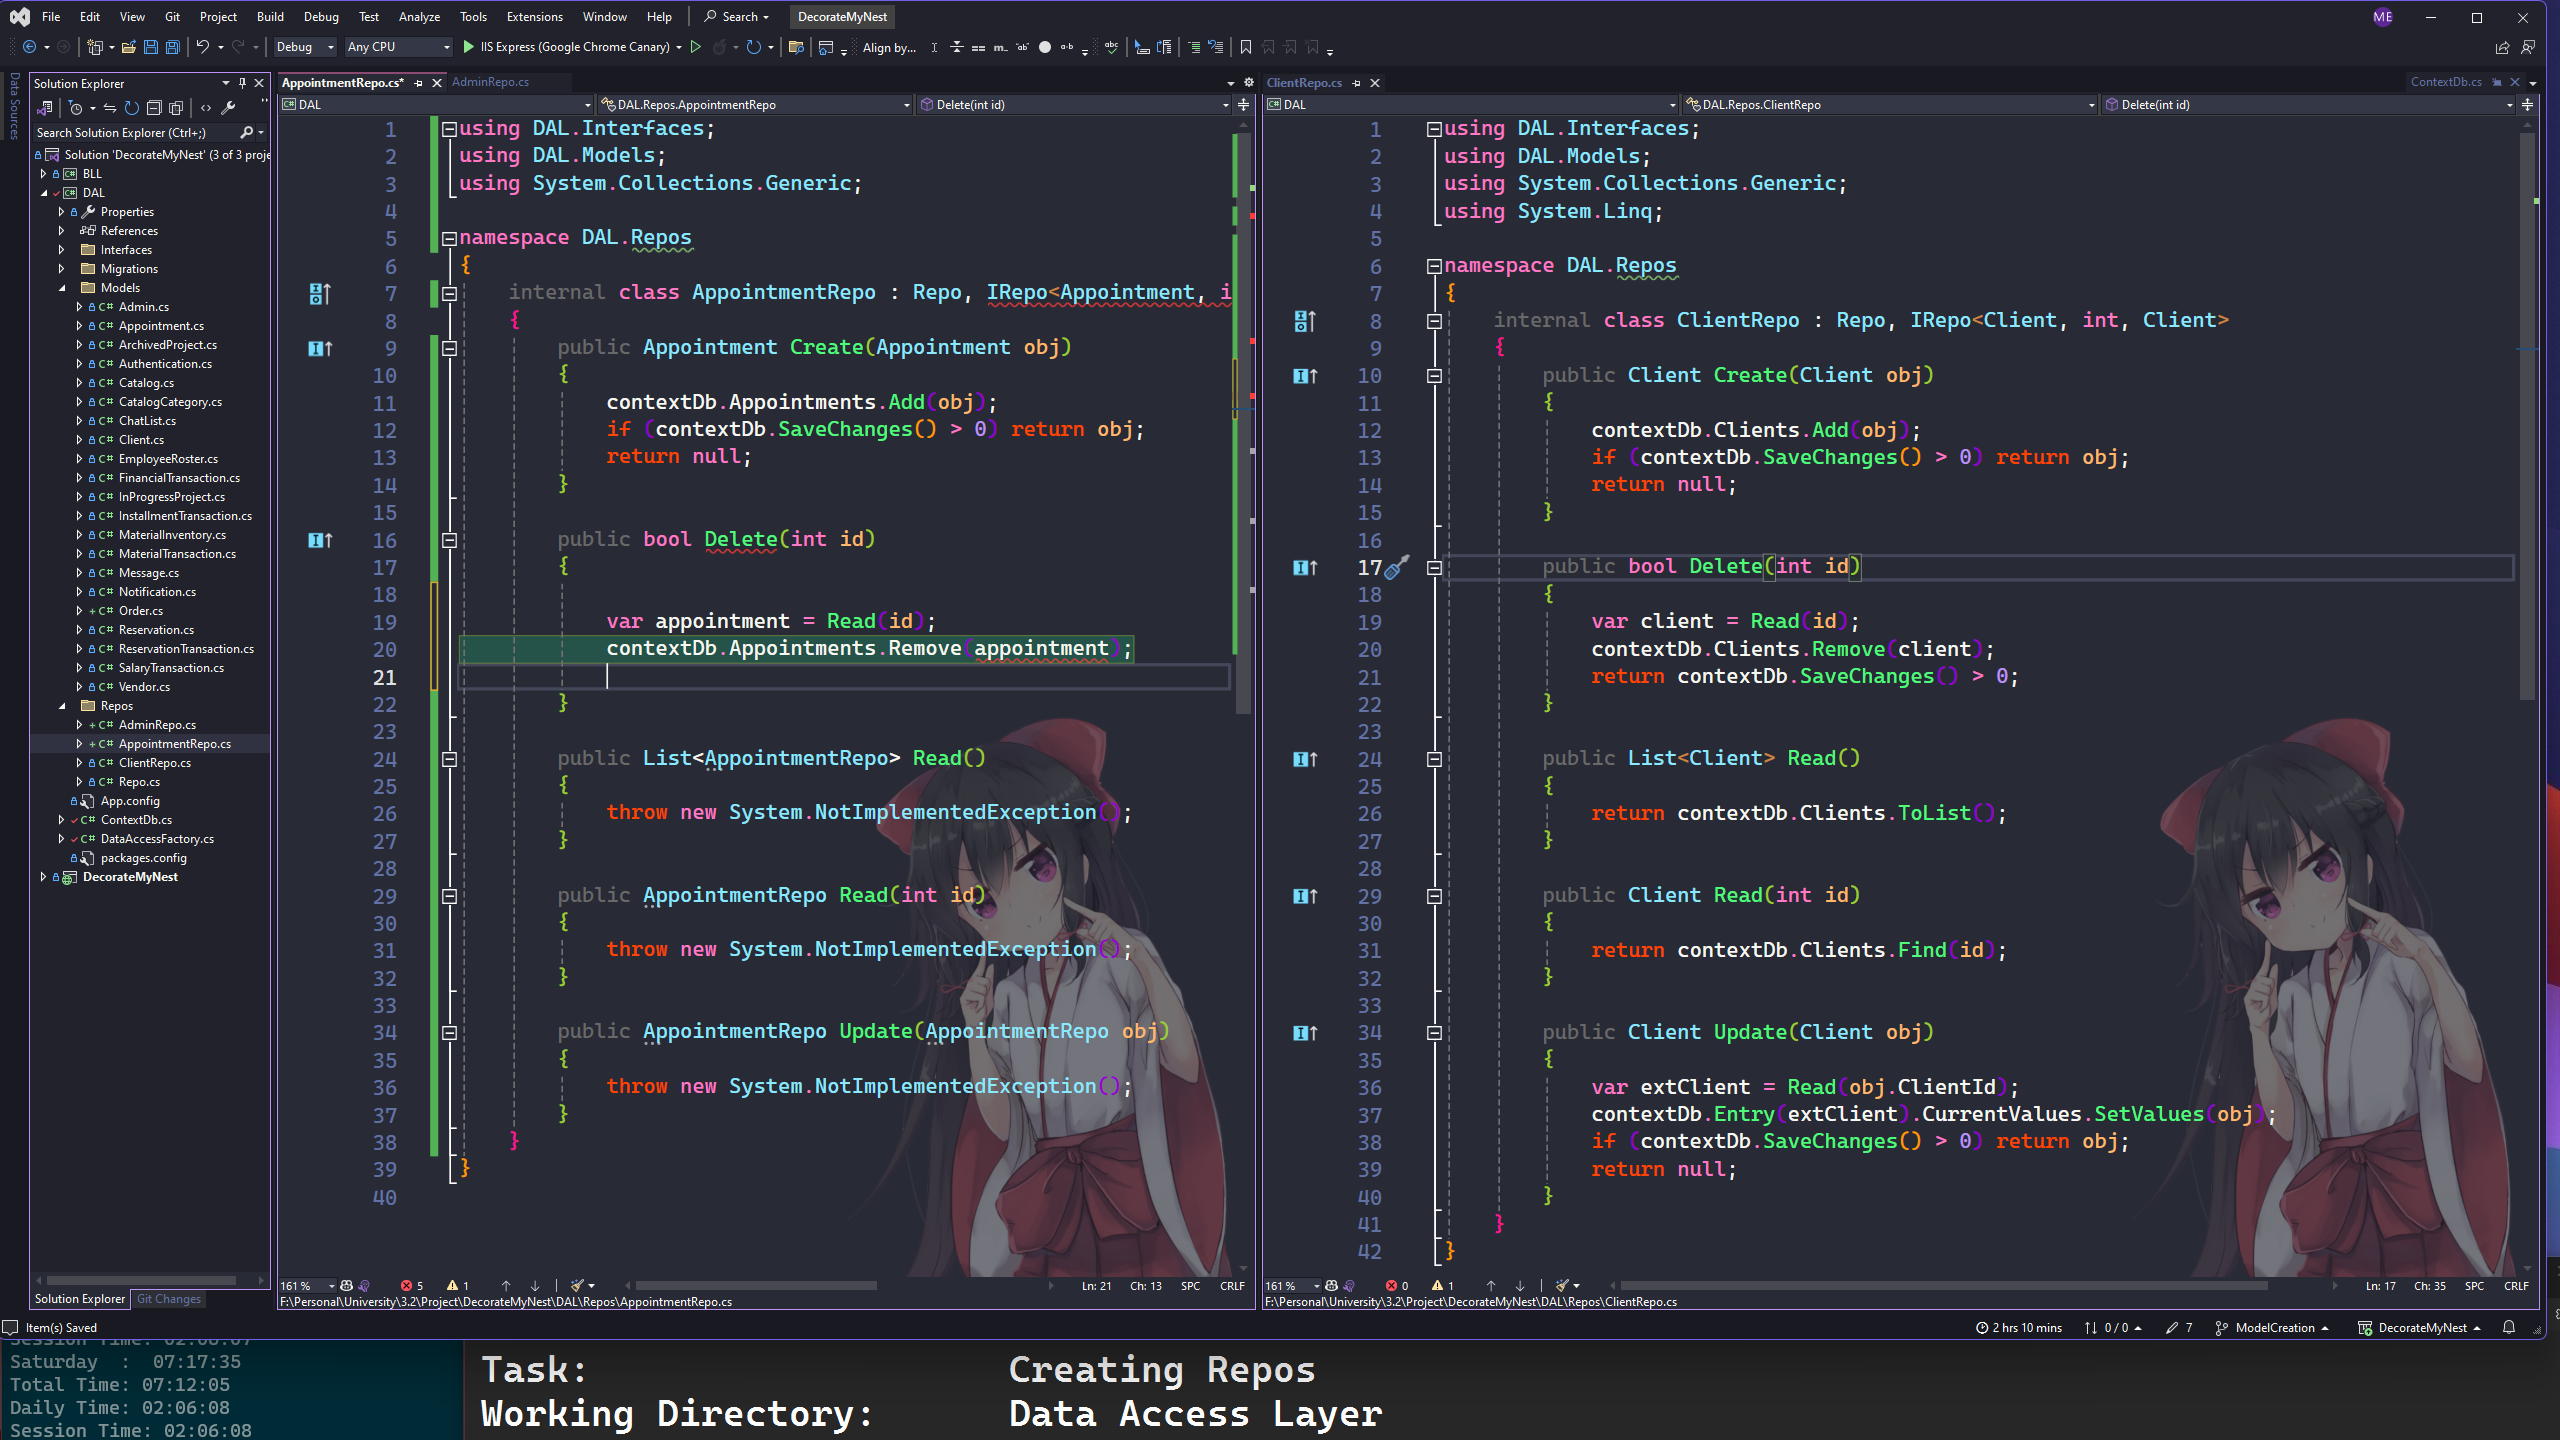 File Edit View Git Project Build Debug Test Analyze Tools Extensions Window Help Search DecorateMyNest ME
Debug Any CPU IIS Express (Google Chrome Canary) Align by...
Data Sources
Solution Explorer
Search Solution Explorer (Ctrl+;)
Solution 'DecorateMyNest' (3 of 3 proje
BLL
DAL
Properties
References
Interfaces
Migrations
Models
C# Admin.cs
C# Appointment.cs
C# ArchivedProject.cs
C# Authentication.cs
C# Catalog.cs
C# CatalogCategory.cs
C# ChatList.cs
C# Client.cs
C# EmployeeRoster.cs
C# FinancialTransaction.cs
C# InProgressProject.cs
C# InstallmentTransaction.cs
C# MaterialInventory.cs
C# MaterialTransaction.cs
C# Message.cs
C# Notification.cs
+ C# Order.cs
C# Reservation.cs
C# ReservationTransaction.cs
C# SalaryTransaction.cs
C# Vendor.cs
Repos
+ C# AdminRepo.cs
+ C# AppointmentRepo.cs
C# ClientRepo.cs
C# Repo.cs
App.config
C# ContextDb.cs
C# DataAccessFactory.cs
packages.config
DecorateMyNest
Solution Explorer Git Changes
AppointmentRepo.cs* AdminRepo.cs
DAL DAL.Repos.AppointmentRepo Delete(int id)
1 using DAL.Interfaces;
2 using DAL.Models;
3 using System.Collections.Generic;
4
5 namespace DAL.Repos
6 {
7 internal class AppointmentRepo : Repo, IRepo<Appointment, i
8 {
9 public Appointment Create(Appointment obj)
10 {
11 contextDb.Appointments.Add(obj);
12 if (contextDb.SaveChanges() > 0) return obj;
13 return null;
14 }
15
16 public bool Delete(int id)
17 {
18
19 var appointment = Read(id);
20 contextDb.Appointments.Remove(appointment);
21
22 }
23
24 public List<AppointmentRepo> Read()
25 {
26 throw new System.NotImplementedException();
27 }
28
29 public AppointmentRepo Read(int id)
30 {
31 throw new System.NotImplementedException();
32 }
33
34 public AppointmentRepo Update(AppointmentRepo obj)
35 {
36 throw new System.NotImplementedException();
37 }
38 }
39 }
40
161 % 5 1 Ln: 21 Ch: 13 SPC CRLF
F:\Personal\University\3.2\Project\DecorateMyNest\DAL\Repos\AppointmentRepo.cs
ClientRepo.cs ContextDb.cs
DAL DAL.Repos.ClientRepo Delete(int id)
1 using DAL.Interfaces;
2 using DAL.Models;
3 using System.Collections.Generic;
4 using System.Linq;
5
6 namespace DAL.Repos
7 {
8 internal class ClientRepo : Repo, IRepo<Client, int, Client>
9 {
10 public Client Create(Client obj)
11 {
12 contextDb.Clients.Add(obj);
13 if (contextDb.SaveChanges() > 0) return obj;
14 return null;
15 }
16
17 public bool Delete(int id)
18 {
19 var client = Read(id);
20 contextDb.Clients.Remove(client);
21 return contextDb.SaveChanges() > 0;
22 }
23
24 public List<Client> Read()
25 {
26 return contextDb.Clients.ToList();
27 }
28
29 public Client Read(int id)
30 {
31 return contextDb.Clients.Find(id);
32 }
33
34 public Client Update(Client obj)
35 {
36 var extClient = Read(obj.ClientId);
37 contextDb.Entry(extClient).CurrentValues.SetValues(obj);
38 if (contextDb.SaveChanges() > 0) return obj;
39 return null;
40 }
41 }
42 }
161 % 0 1 Ln: 17 Ch: 35 SPC CRLF
F:\Personal\University\3.2\Project\DecorateMyNest\DAL\Repos\ClientRepo.cs
Item(s) Saved 2 hrs 10 mins 0 / 0 7 ModelCreation DecorateMyNest
Saturday : 07:17:35
Total Time: 07:12:05
Daily Time: 02:06:08
Session Time: 02:06:08
Task: Creating Repos
Working Directory: Data Access Layer